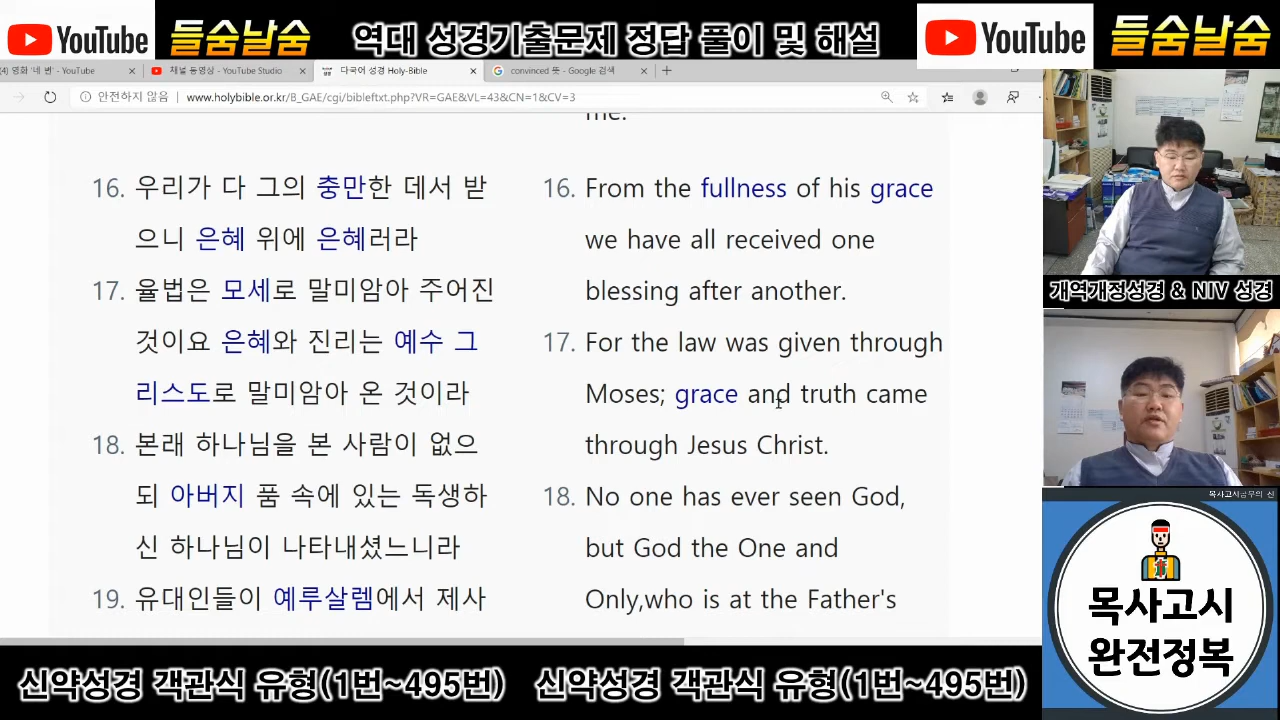 YouTube 들숨날숨 역대 성경기출문제 정답 풀이 및 해설 YouTube 들숨날숨
(4) 영화 '네 번' - YouTube 채널 동영상 - YouTube Studio 다국어 성경 Holy-Bible convinced 뜻 - Google 검색
안전하지 않음 www.holybible.or.kr/B_GAE/cgi/bibleftxt.php?VR=GAE&VL=43&CN=1&CV=3
me.
16. 우리가 다 그의 충만한 데서 받
으니 은혜 위에 은혜러라
17. 율법은 모세로 말미암아 주어진
것이요 은혜와 진리는 예수 그
리스도로 말미암아 온 것이라
18. 본래 하나님을 본 사람이 없으
되 아버지 품 속에 있는 독생하
신 하나님이 나타내셨느니라
19. 유대인들이 예루살렘에서 제사
16. From the fullness of his grace
we have all received one
blessing after another.
17. For the law was given through
Moses; grace and truth came
through Jesus Christ.
18. No one has ever seen God,
but God the One and
Only,who is at the Father's
개역개정성경 & NIV 성경
목사고시공부의 신
목사고시
완전정복
신약성경 객관식 유형(1번~495번) 신약성경 객관식 유형(1번~495번)